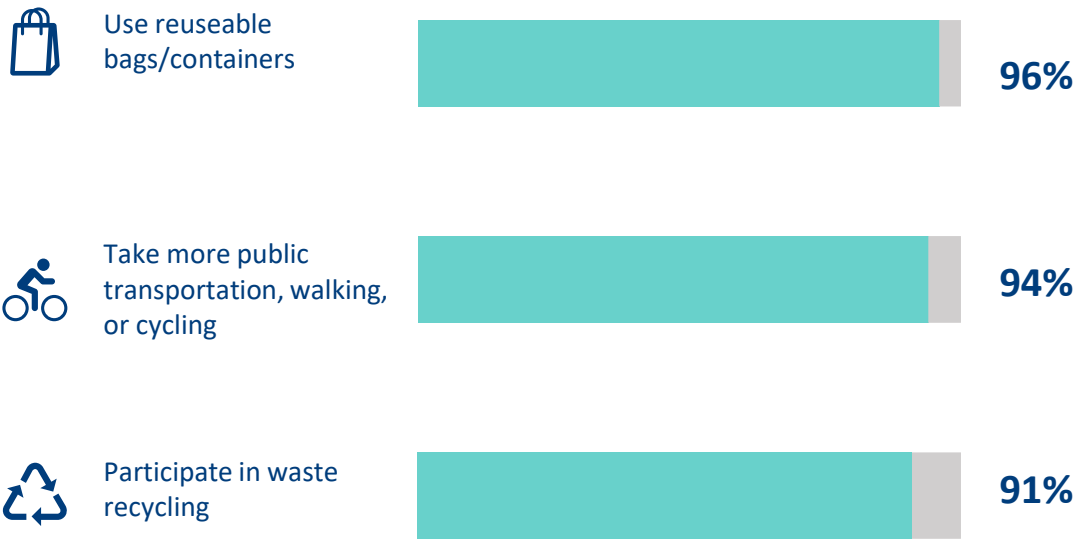 Use reuseable
bags/containers
96%
Take more public
transportation, walking,
or cycling
94%
Participate in waste
recycling
91%